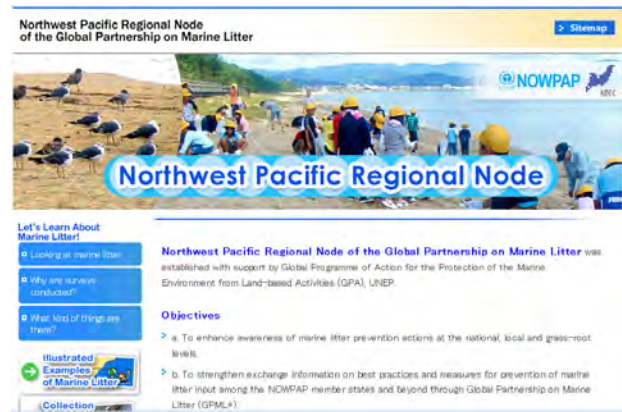 Northwest Pacific Regional Node
of the Global Partnership on Marine Litter
Sitemap
NOWPAP
Northwest Pacific Regional Node
Let's Learn About
Marine Litter!
Looking at marine litter
Why are surveys
conducted?
What kind of things are
there?
Illustrated
Examples
of Marine Litter
Collection
Northwest Pacific Regional Node of the Global Partnership on Marine Litter was
established with support by Global Programme of Action for the Protection of the Marine
Environment from Land-based Activities (GPA), UNEP.
Objectives
a. To enhance awareness of marine litter prevention actions at the national, local and grass-root
levels.
b. To strengthen exchange information on best practices and measures for prevention of marine
litter input among the NOWPAP member states and beyond through Global Partnership on Marine
Litter (GPML*)